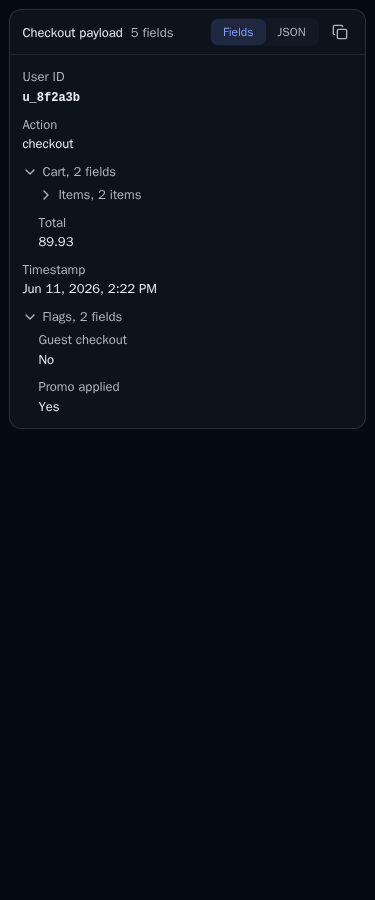 Checkout payload 5 fields Fields JSON
User ID
u_8f2a3b
Action
checkout
Cart, 2 fields
Items, 2 items
Total
89.93
Timestamp
Jun 11, 2026, 2:22 PM
Flags, 2 fields
Guest checkout
No
Promo applied
Yes